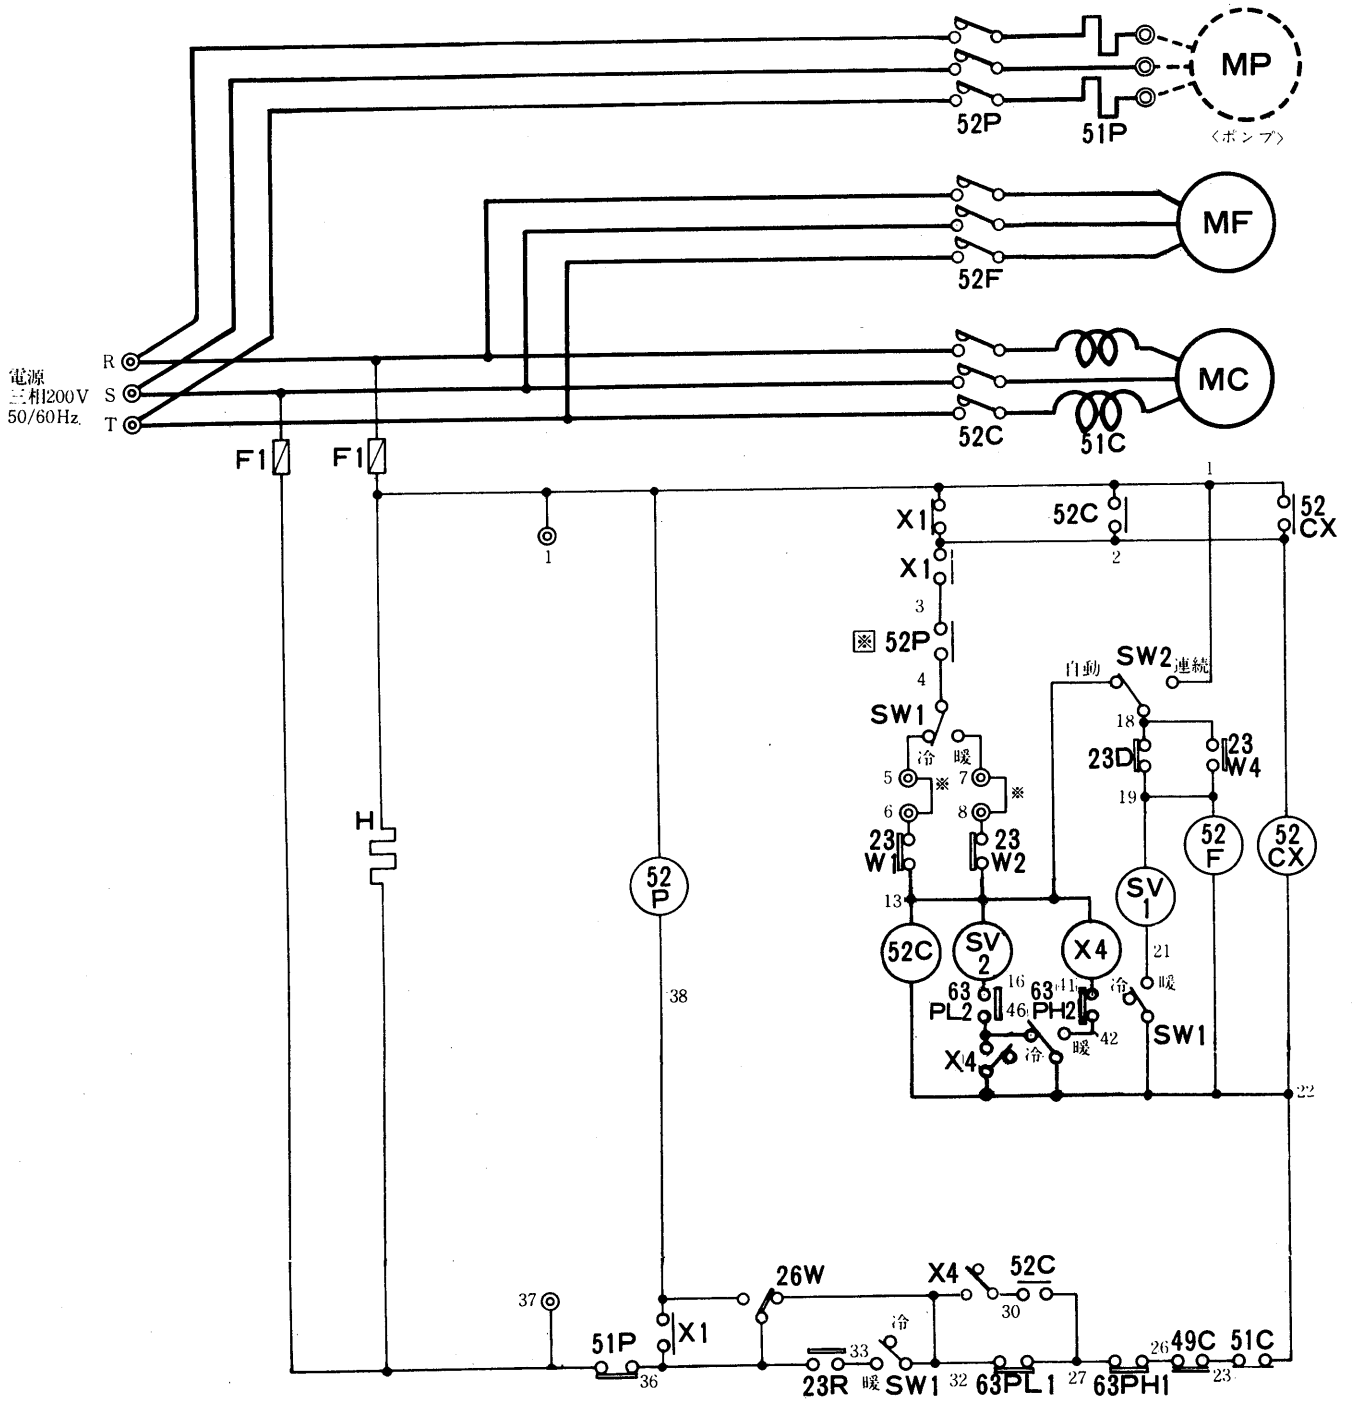 MP
52P
51P
〈ポンプ〉
MF
52F
電源
三相200V
50/60Hz.
R
S
T
MC
52C
51C
F1
F1
1
X1
52C
52
CX
1
2
X1
3
※ 52P
4
自動
SW2
連続
SW1
18
冷
暖
23D
23
W4
5
※
7
6
8
※
19
23
W1
23
W2
H
52
P
52
F
52
CX
13
SV
1
52C
SV
2
X4
21
38
63
PL2
16
46
63
PH2
41
冷
暖
42
SW1
X4
冷
暖
22
26W
X4
52C
37
30
冷
51P
X1
36
23R
33
暖
SW1
32
63PL1
27
63PH1
26
49C
23
51C